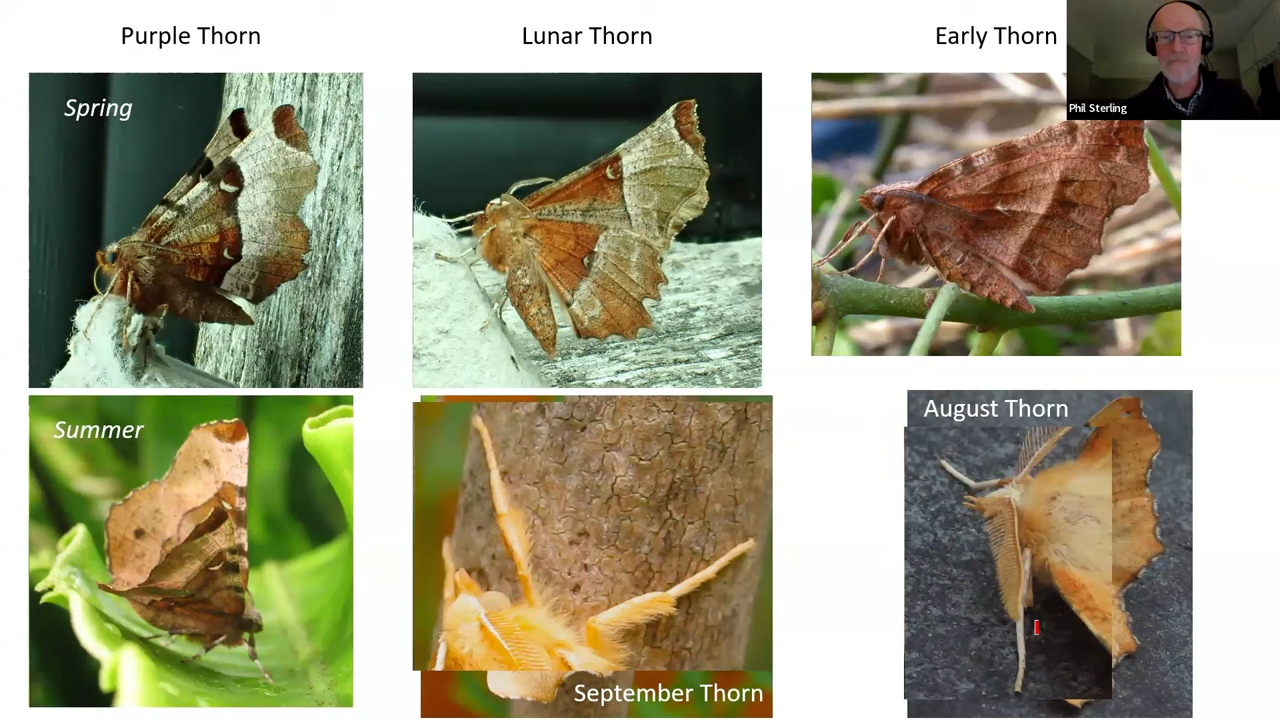 Purple Thorn
Lunar Thorn
Early Thorn
Phil Sterling
Spring
Summer
August Thorn
September Thorn